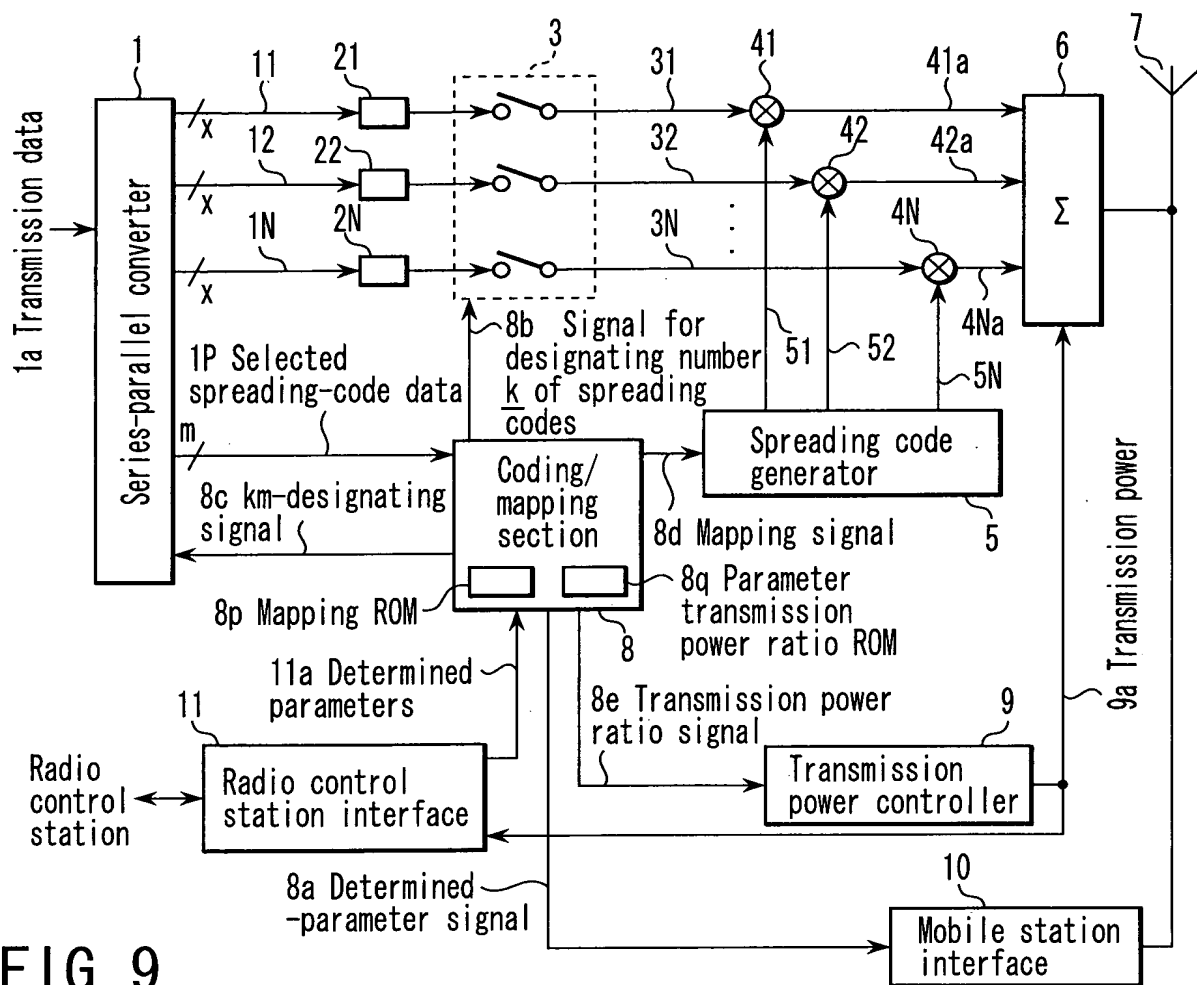 1
11
21
3
31
41
41a
6
7
x
12
22
32
42
42a
x
1N
2N
3N
4N
x
4Na
Σ
1a Transmission data
Series-parallel converter
8b Signal for
designating number
k of spreading
codes
51
52
5N
1P Selected
spreading-code data
m
Coding/
mapping
section
Spreading code
generator
5
8c km-designating
signal
8d Mapping signal
8p Mapping ROM
8q Parameter
transmission
power ratio ROM
8
9a Transmission power
11a Determined
parameters
8e Transmission power
ratio signal
9
11
Radio
control
station
Radio control
station interface
Transmission
power controller
8a Determined
-parameter signal
10
Mobile station
interface
FIG 9